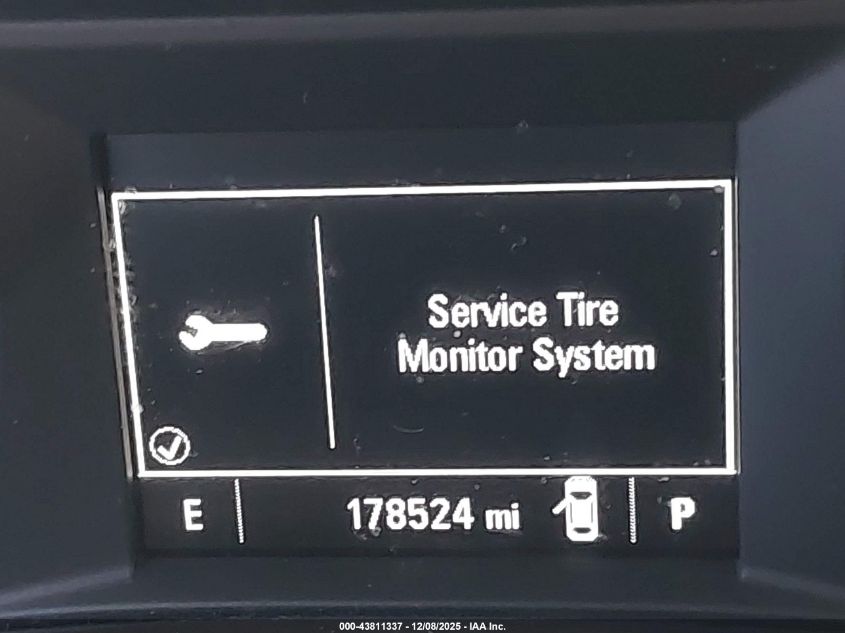 Service Tire
Monitor System
E
178524 mi
P
000-43811337 - 12/08/2025 - IAA Inc.